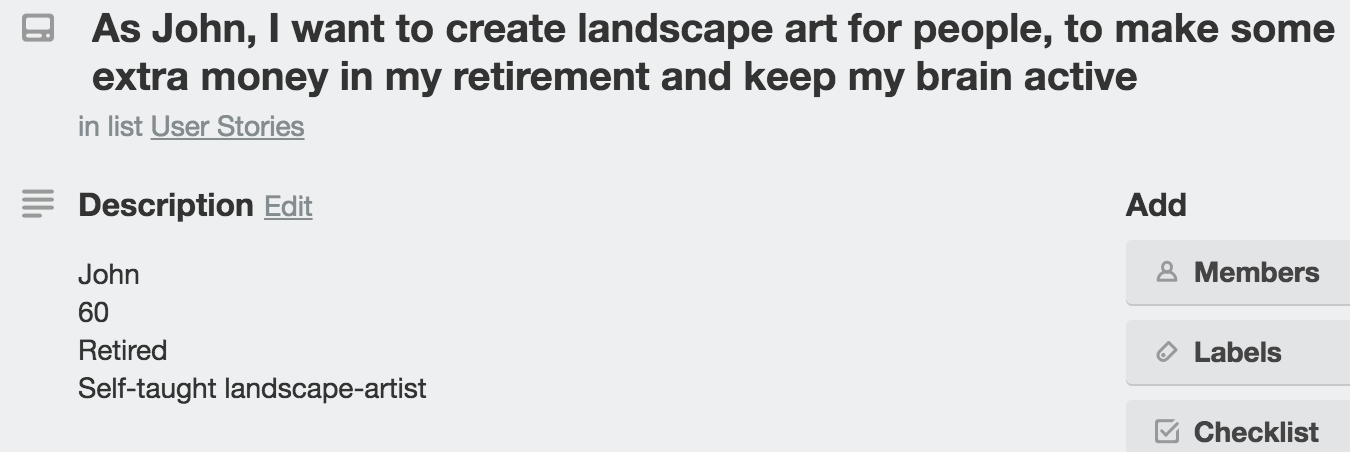 As John, I want to create landscape art for people, to make some
extra money in my retirement and keep my brain active
in list User Stories
Description Edit
Add
John
60
Retired
Self-taught landscape-artist
Members
Labels
Checklist